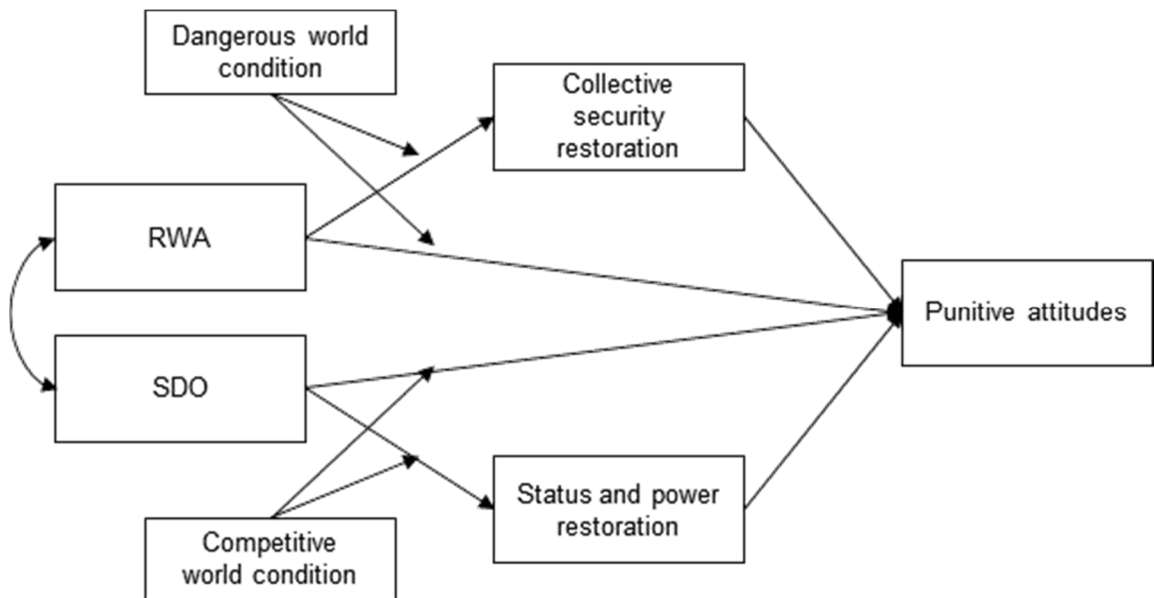 Dangerous world
condition
Collective
security
restoration
RWA
Punitive attitudes
SDO
Status and power
restoration
Competitive
world condition